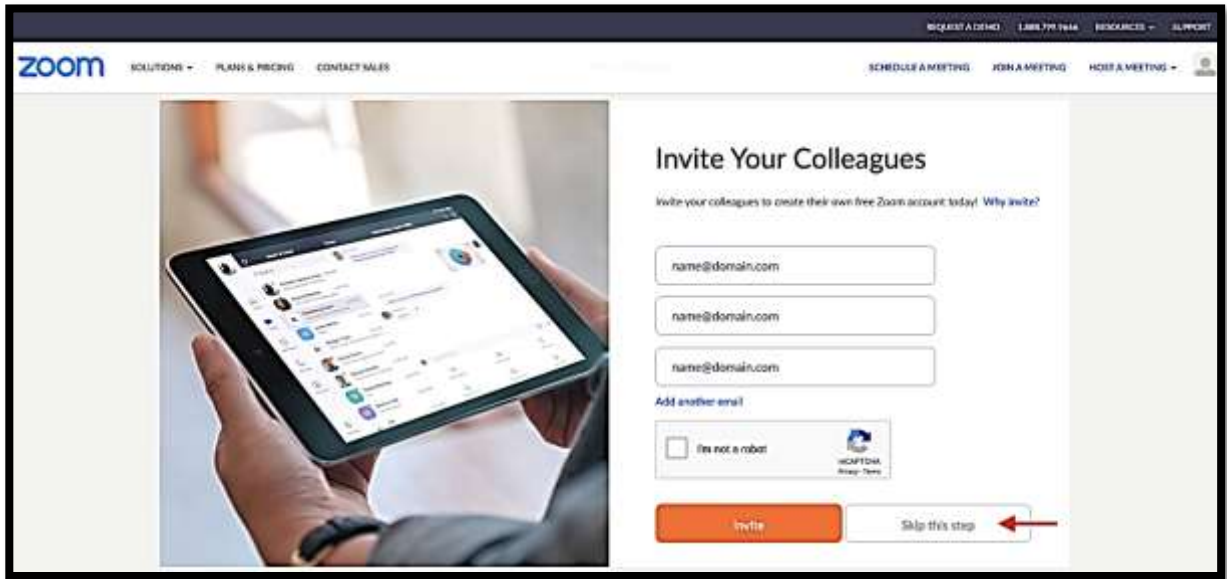 REQUEST A DEMO 1.888.799.9666 RESOURCES SUPPORT
zoom SOLUTIONS PLANS & PRICING CONTACT SALES SCHEDULE A MEETING JOIN A MEETING HOST A MEETING
Invite Your Colleagues
Invite your colleagues to create their own free Zoom account today! Why invite?
name@domain.com
name@domain.com
name@domain.com
Add another email
I'm not a robot
reCAPTCHA
Privacy - Terms
Invite Skip this step